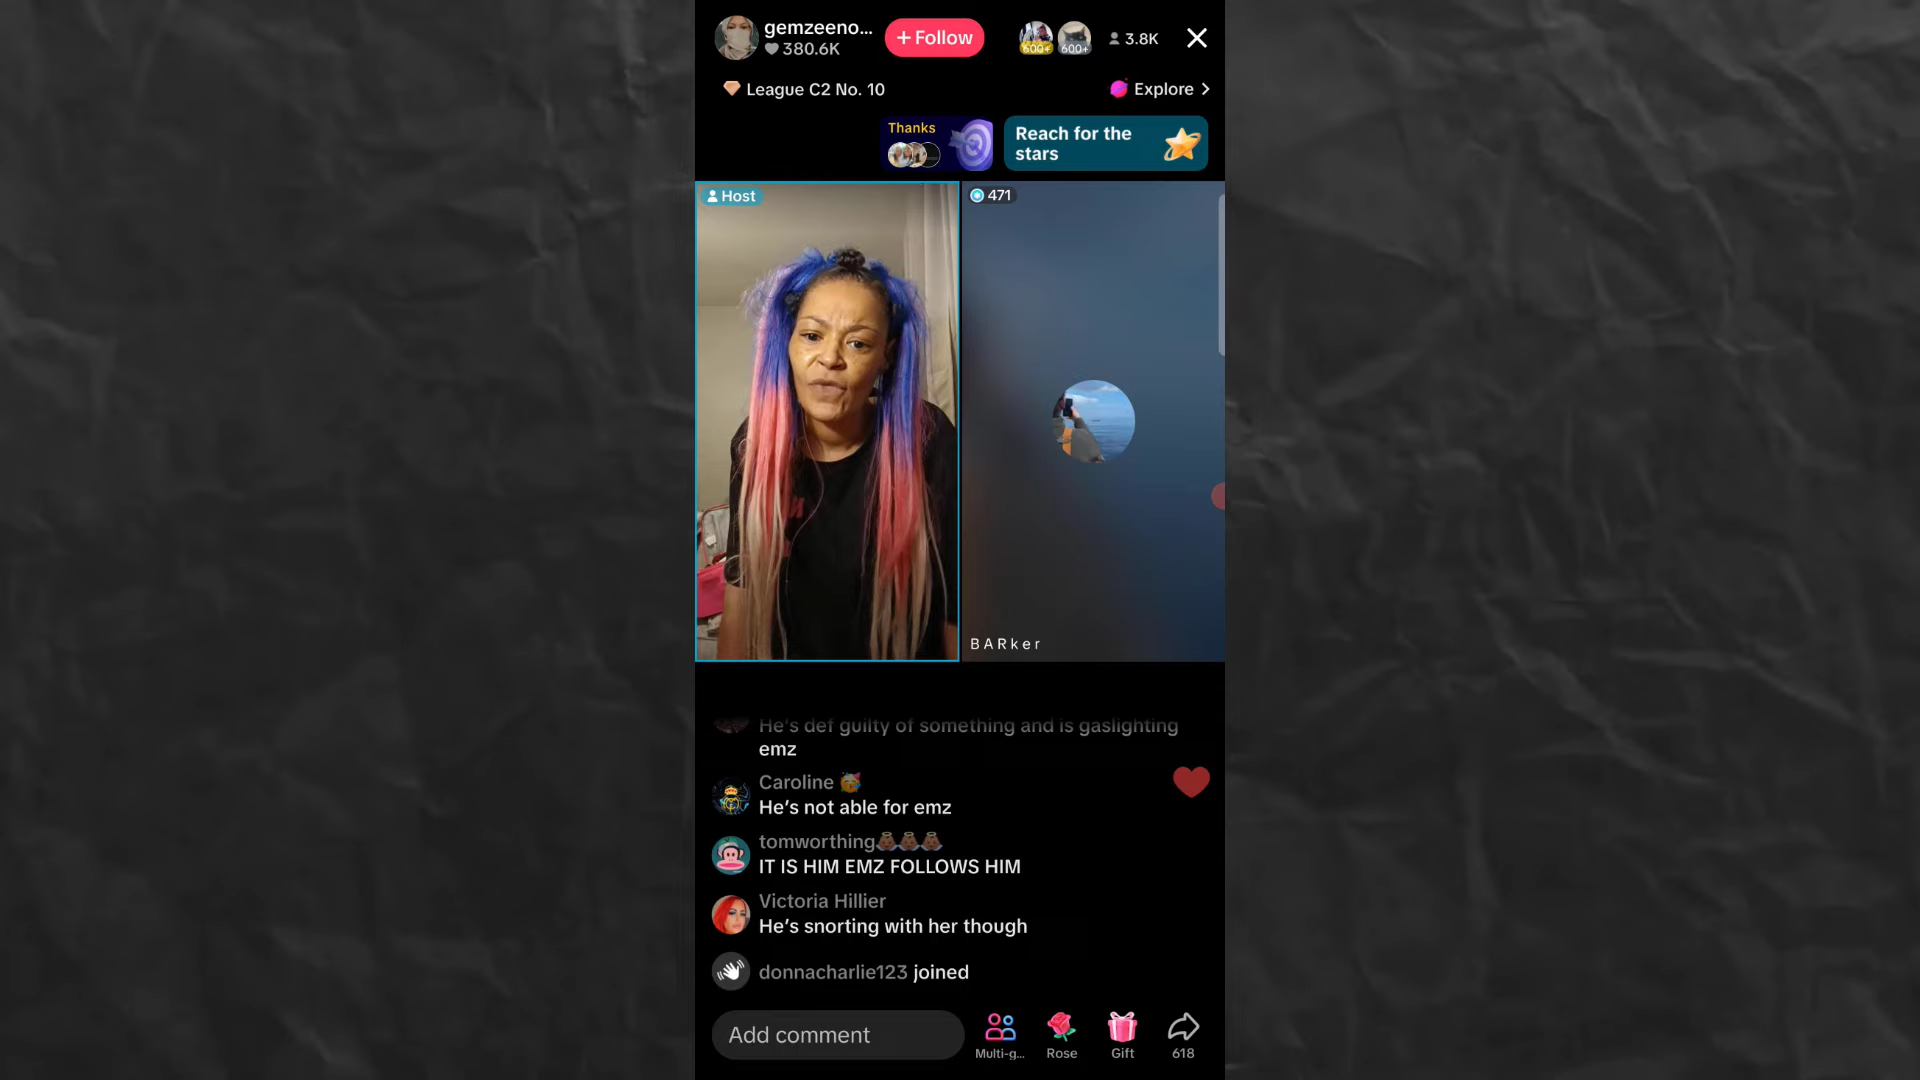 gemzeeno...
380.6K
+ Follow
600+
600+
3.8K
League C2 No. 10
Explore >
Thanks
Reach for the
stars
Host
471
BARker
He's def guilty of something and is gaslighting
emz
Caroline 🥳
He's not able for emz
tomworthing👼🏾👼🏾👼🏾
IT IS HIM EMZ FOLLOWS HIM
Victoria Hillier
He's snorting with her though
donnacharlie123 joined
Add comment
Multi-g...
Rose
Gift
618